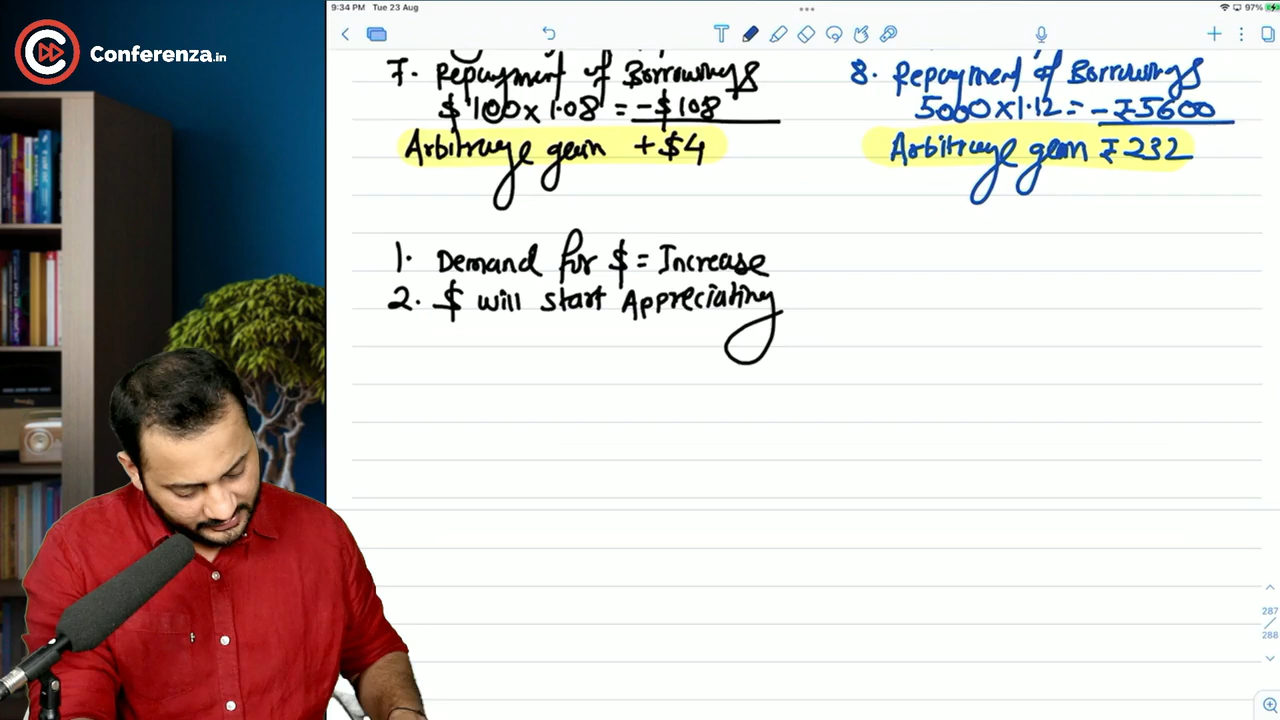 9:34 PM Tue 23 Aug
97%
Conferenza.in
7. Repayment of Borrowings
$100 x 1.08 = -$108
Arbitrage gain +$4
8. Repayment of Borrowings
5000 x 1.12 = -₹5600
Arbitrage gain ₹232
1. Demand for $ = Increase
2. $ will start Appreciating
287
288